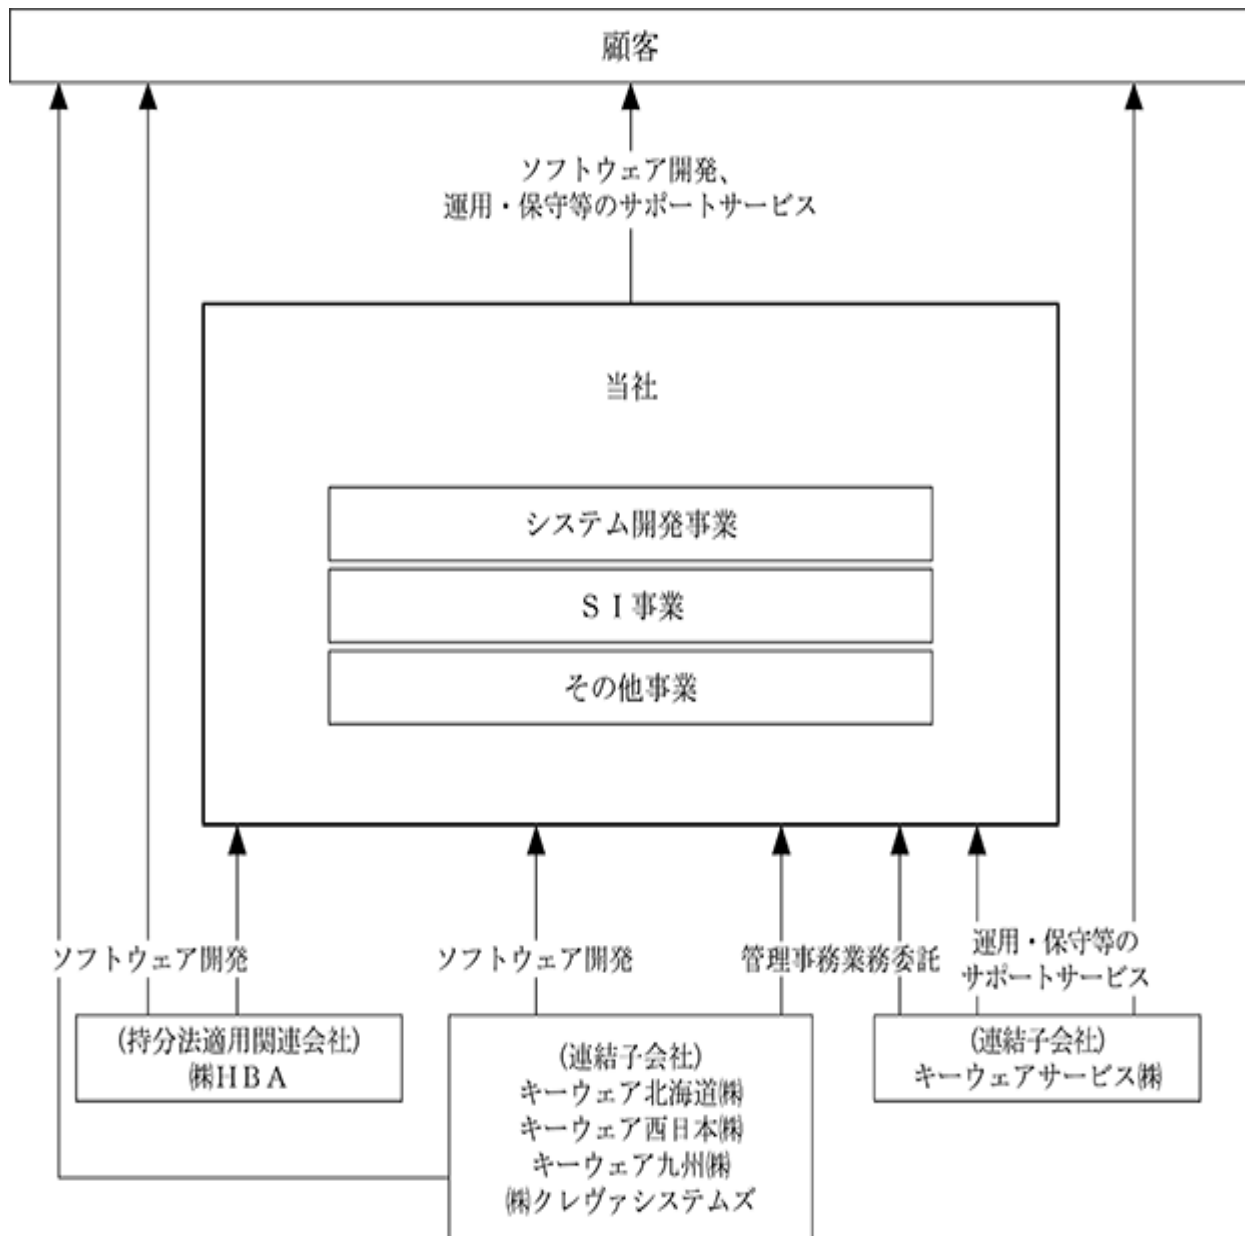 顧客
ソフトウェア開発、
運用・保守等のサポートサービス
当社
システム開発事業
ＳＩ事業
その他事業
ソフトウェア開発
ソフトウェア開発
管理事務業務委託
運用・保守等の
サポートサービス
(持分法適用関連会社)
㈱ＨＢＡ
(連結子会社)
キーウェア北海道㈱
キーウェア西日本㈱
キーウェア九州㈱
㈱クレヴァシステムズ
(連結子会社)
キーウェアサービス㈱